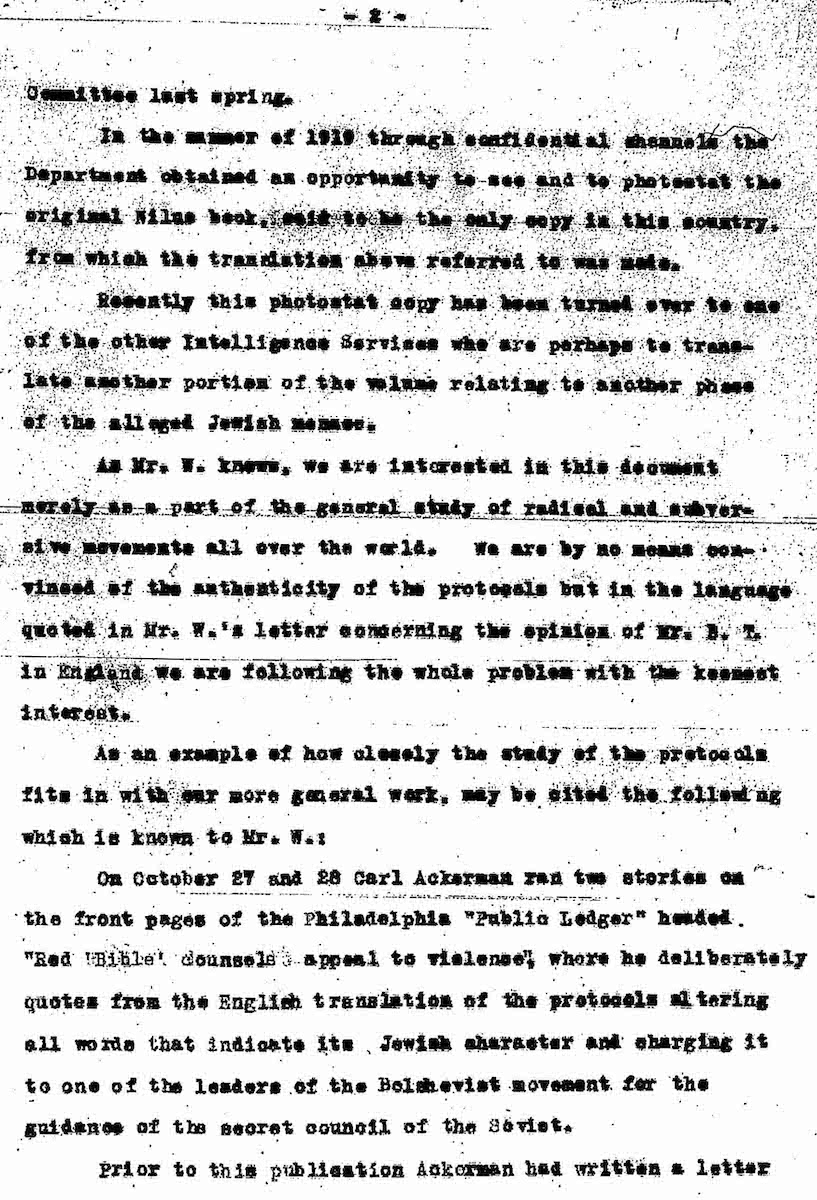 - 2 -
Committee last spring.
In the summer of 1919 through confidential channels the
Department obtained an opportunity to see and to photostat the
original Nilus book, said to be the only copy in this country,
from which the translation above referred to was made.
Recently this photostat copy has been turned over to one
of the other Intelligence Services who are perhaps to trans-
late another portion of the volume relating to another phase
of the alleged Jewish menace.
As Mr. W. knows, we are interested in this document
merely as a part of the general study of radical and subver-
sive movements all over the world. We are by no means con-
vinced of the authenticity of the protocols but in the language
quoted in Mr. W.'s letter concerning the opinion of Mr. B. T.
in England we are following the whole problem with the keenest
interest.
As an example of how closely the study of the protocols
fits in with our more general work, may be cited the following
which is known to Mr. W.:
On October 27 and 28 Carl Ackerman ran two stories on
the front pages of the Philadelphia "Public Ledger" headed
"Red 'Bible' Counsels appeal to violence", where he deliberately
quotes from the English translation of the protocols altering
all words that indicate its Jewish character and charging it
to one of the leaders of the Bolshevist movement for the
guidance of the secret council of the Soviet.
Prior to this publication Ackerman had written a letter